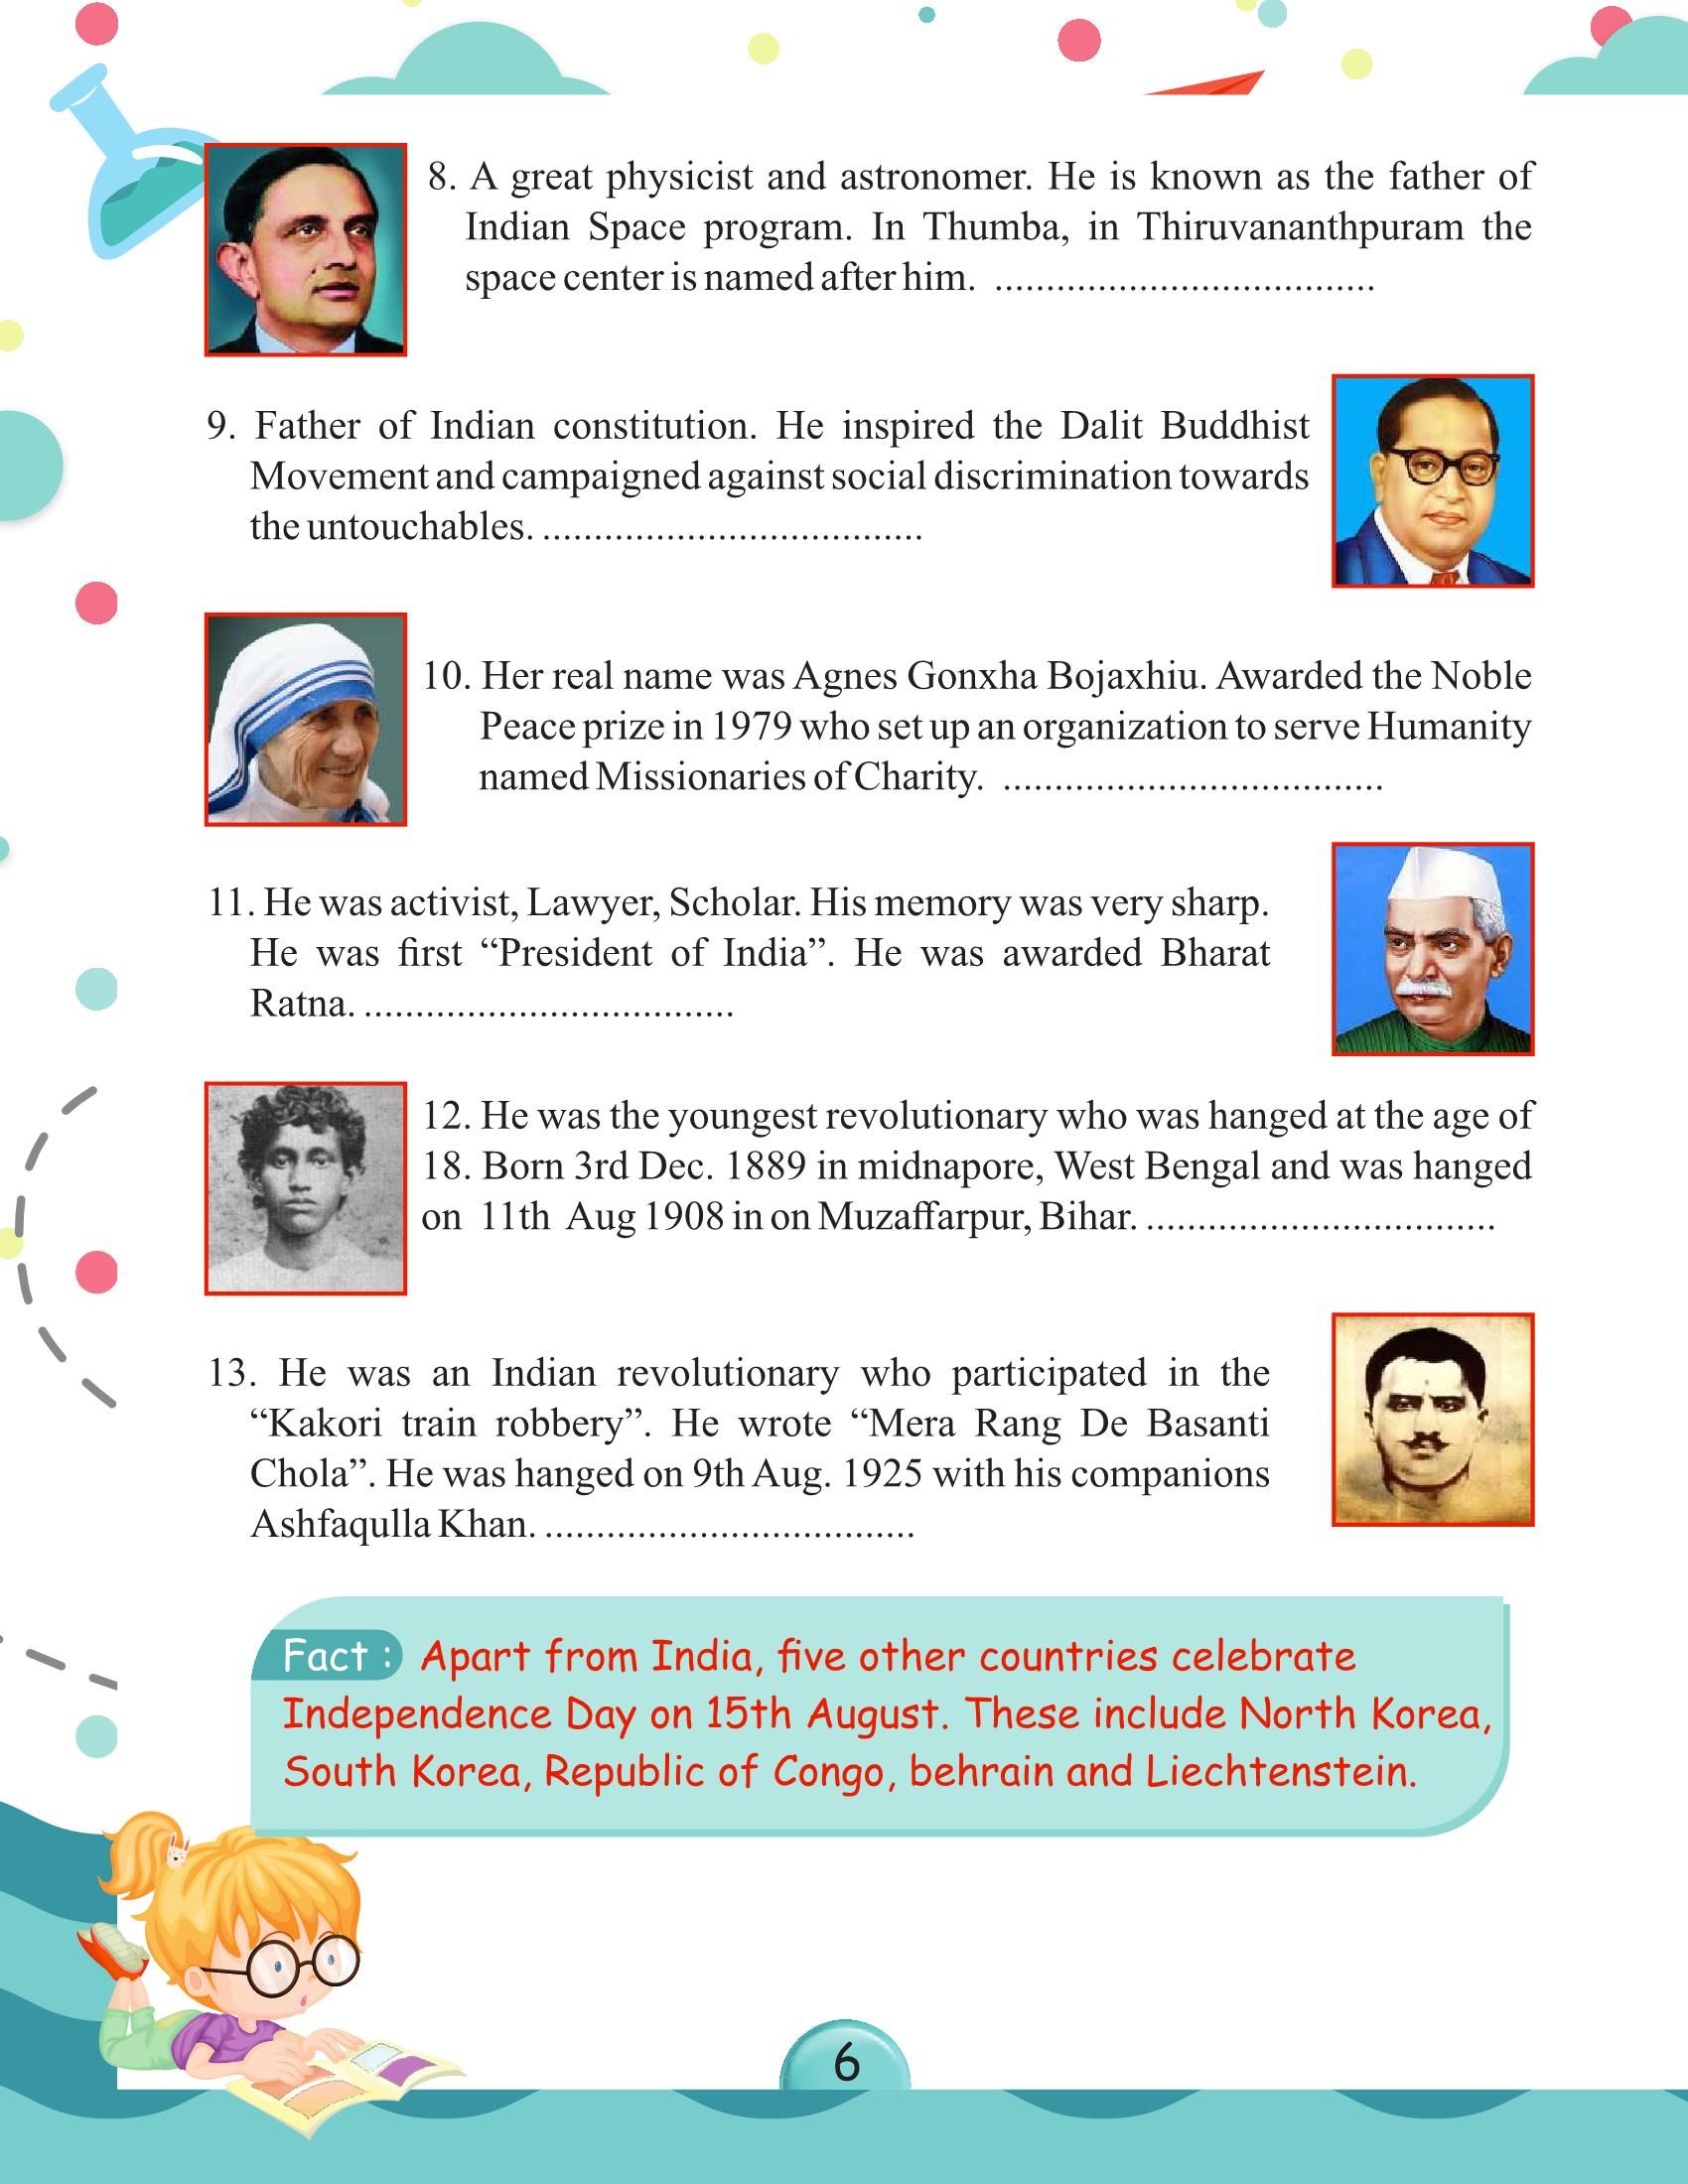 8. A great physicist and astronomer. He is known as the father of
Indian Space program. In Thumba, in Thiruvananthpuram the
space center is named after him. .....................................
9. Father of Indian constitution. He inspired the Dalit Buddhist
Movement and campaigned against social discrimination towards
the untouchables. .....................................
10. Her real name was Agnes Gonxha Bojaxhiu. Awarded the Noble
Peace prize in 1979 who set up an organization to serve Humanity
named Missionaries of Charity. .....................................
11. He was activist, Lawyer, Scholar. His memory was very sharp.
He was first “President of India”. He was awarded Bharat
Ratna. ....................................
12. He was the youngest revolutionary who was hanged at the age of
18. Born 3rd Dec. 1889 in midnapore, West Bengal and was hanged
on 11th Aug 1908 in on Muzaffarpur, Bihar. ..................................
13. He was an Indian revolutionary who participated in the
“Kakori train robbery”. He wrote “Mera Rang De Basanti
Chola”. He was hanged on 9th Aug. 1925 with his companions
Ashfaqulla Khan. ....................................
Fact : Apart from India, five other countries celebrate
Independence Day on 15th August. These include North Korea,
South Korea, Republic of Congo, behrain and Liechtenstein.
6